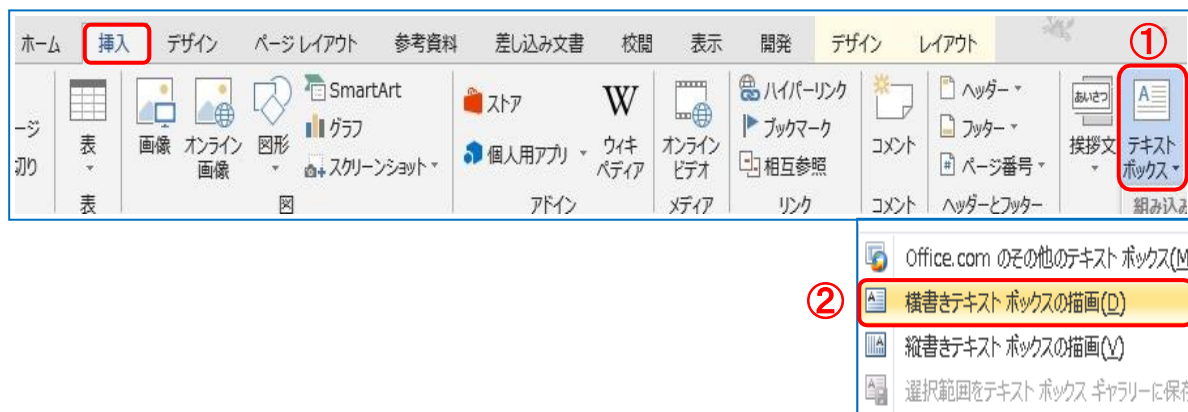 ホーム 挿入 デザイン ページ レイアウト 参考資料 差し込み文書 校閲 表示 開発 デザイン レイアウト ①
ージ
切り
表
画像
オンライン
画像
図形
SmartArt
グラフ
スクリーンショット
ストア
個人用アプリ
W
ウィキ
ペディア
オンライン
ビデオ
ハイパーリンク
ブックマーク
相互参照
コメント
ヘッダー
フッター
# ページ番号
あいさつ
挨拶文
A
テキスト
ボックス
表 図 アドイン メディア リンク コメント ヘッダーとフッター 組み込み
Office.com のその他のテキスト ボックス(M
② 横書きテキスト ボックスの描画(D)
縦書きテキスト ボックスの描画(V)
選択範囲をテキスト ボックス ギャラリーに保存